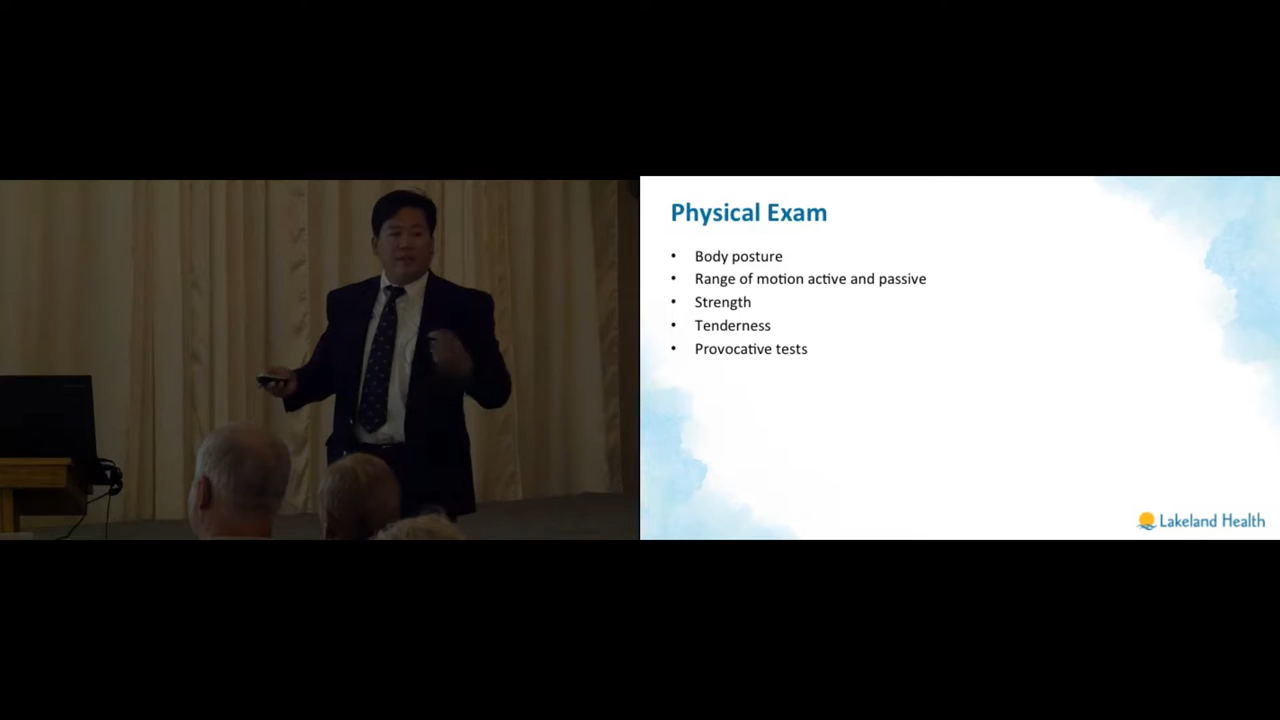 Physical Exam
• Body posture
• Range of motion active and passive
• Strength
• Tenderness
• Provocative tests
Lakeland Health